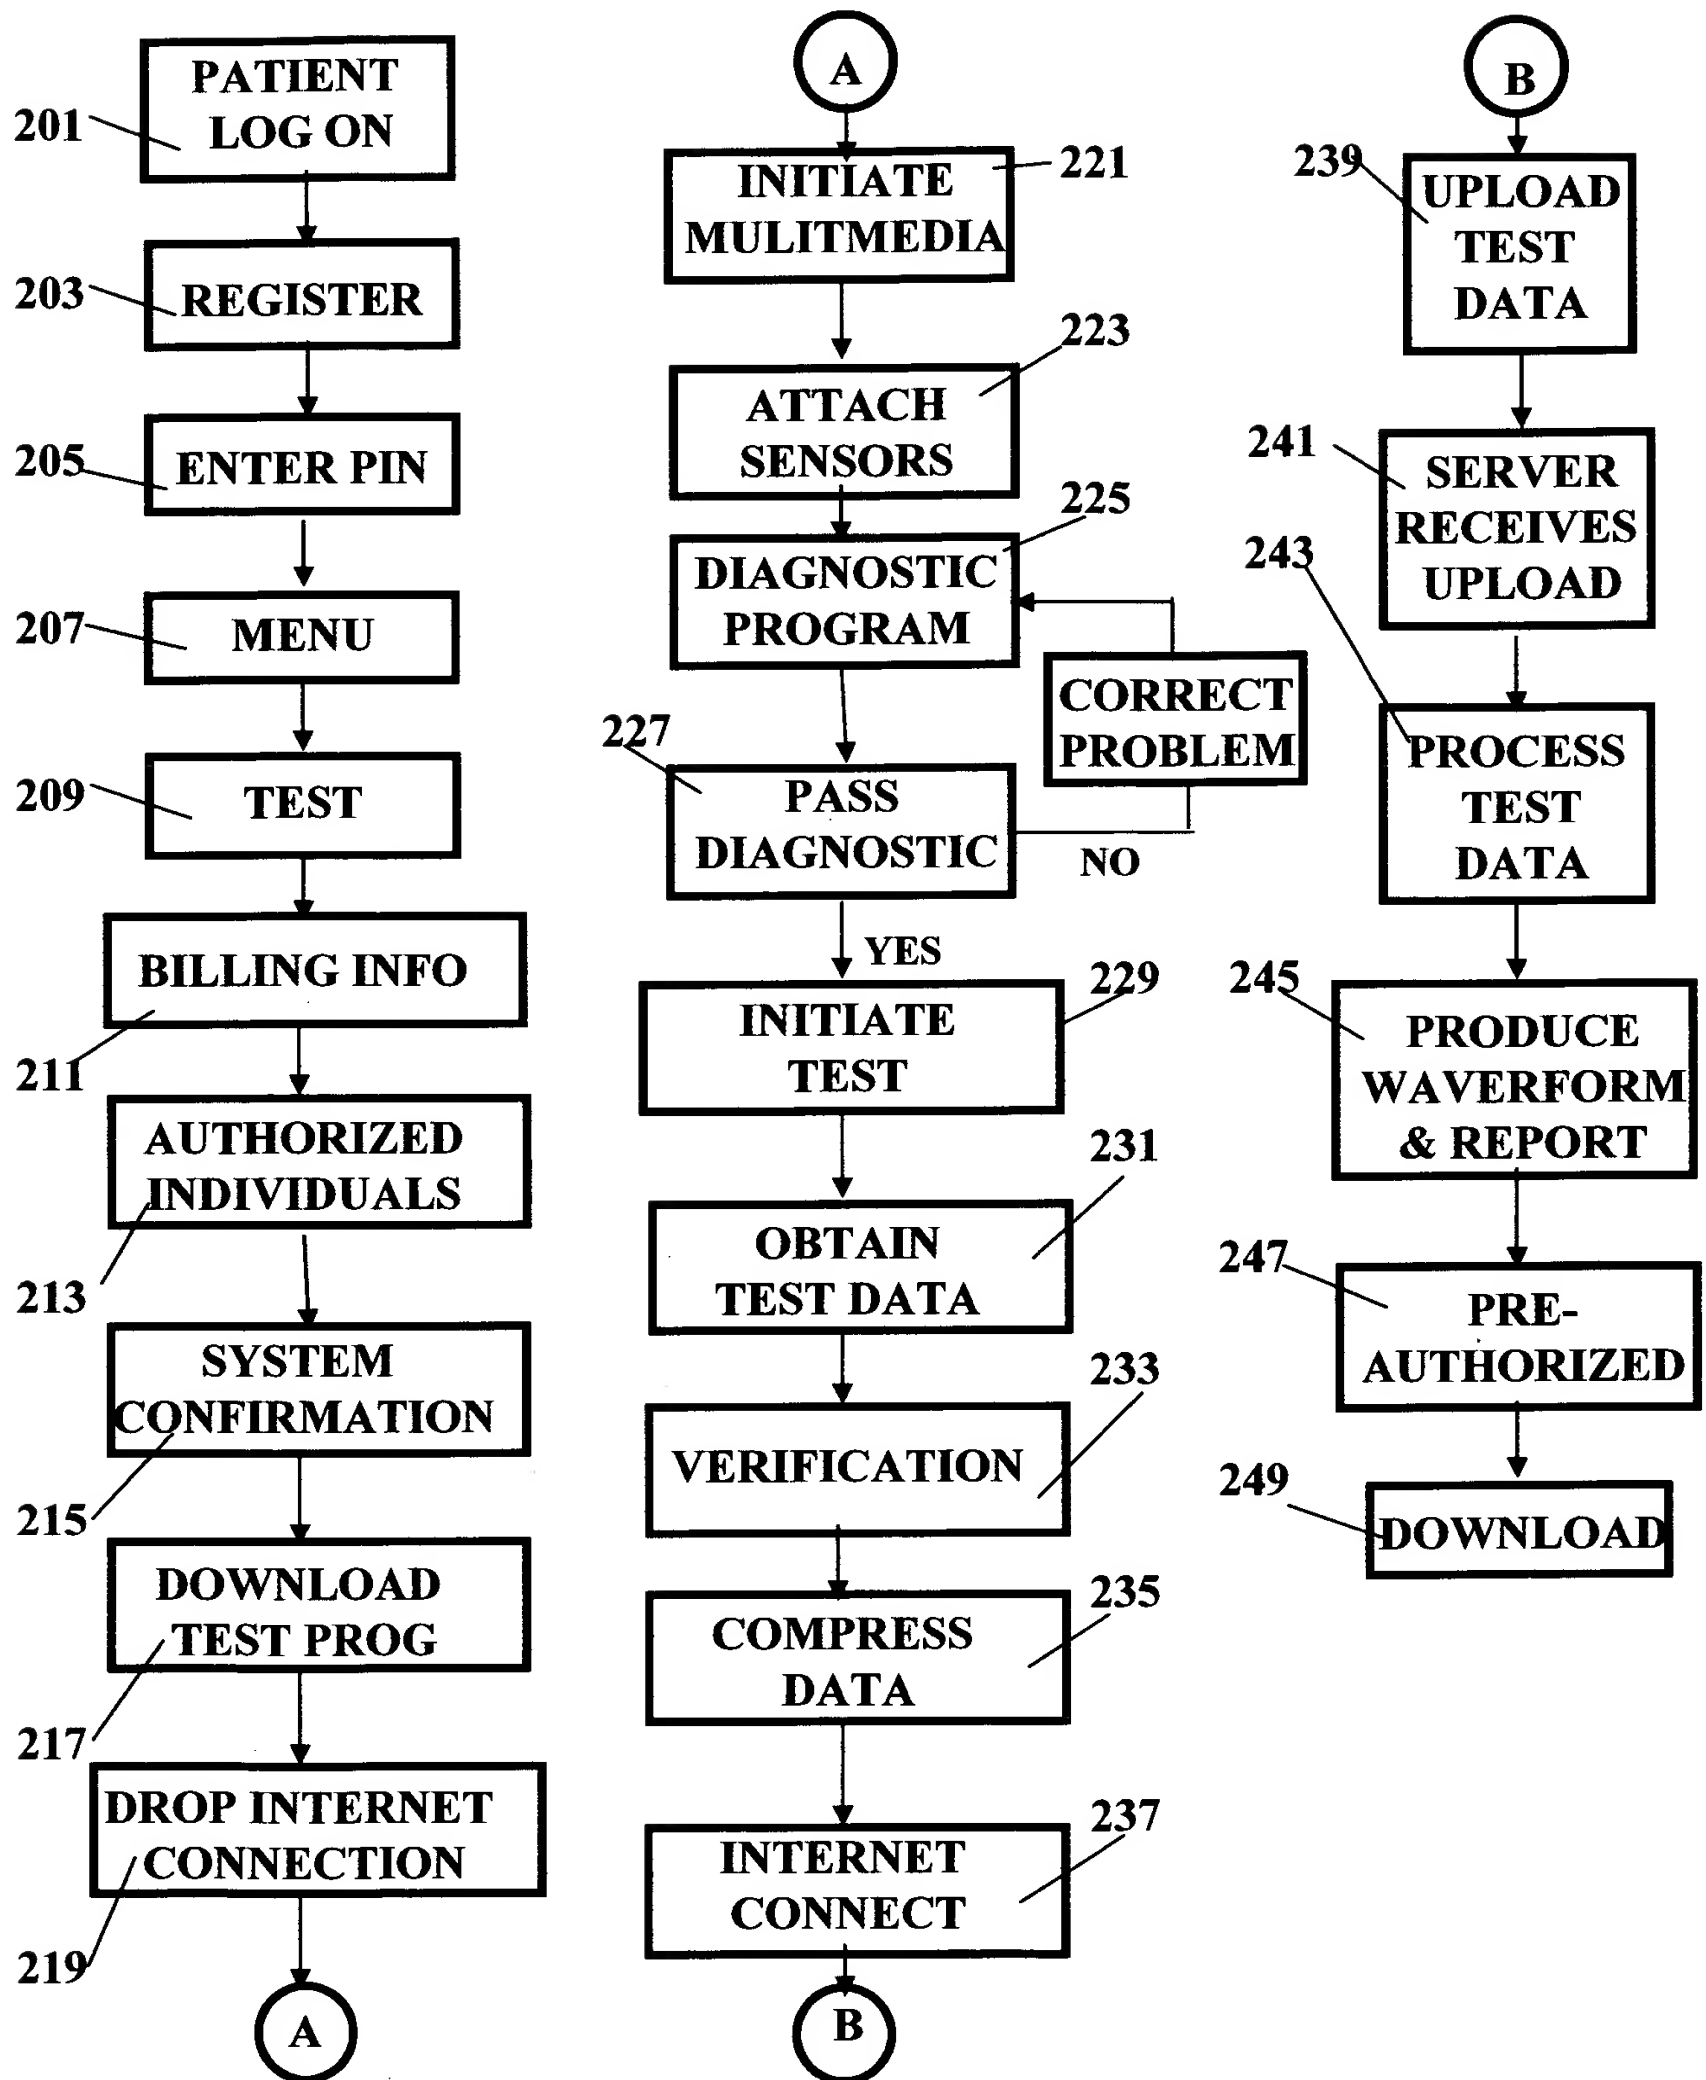 PATIENT
LOG ON
201
REGISTER
203
ENTER PIN
205
MENU
207
TEST
209
BILLING INFO
211
AUTHORIZED
INDIVIDUALS
213
SYSTEM
CONFIRMATION
215
DOWNLOAD
TEST PROG
217
DROP INTERNET
CONNECTION
219
A
A
INITIATE
MULITMEDIA
221
ATTACH
SENSORS
223
DIAGNOSTIC
PROGRAM
225
CORRECT
PROBLEM
PASS
DIAGNOSTIC
227
NO
YES
INITIATE
TEST
229
OBTAIN
TEST DATA
231
VERIFICATION
233
COMPRESS
DATA
235
INTERNET
CONNECT
237
B
B
UPLOAD
TEST
DATA
239
SERVER
RECEIVES
UPLOAD
241
PROCESS
TEST
DATA
243
PRODUCE
WAVERFORM
& REPORT
245
PRE-
AUTHORIZED
247
DOWNLOAD
249